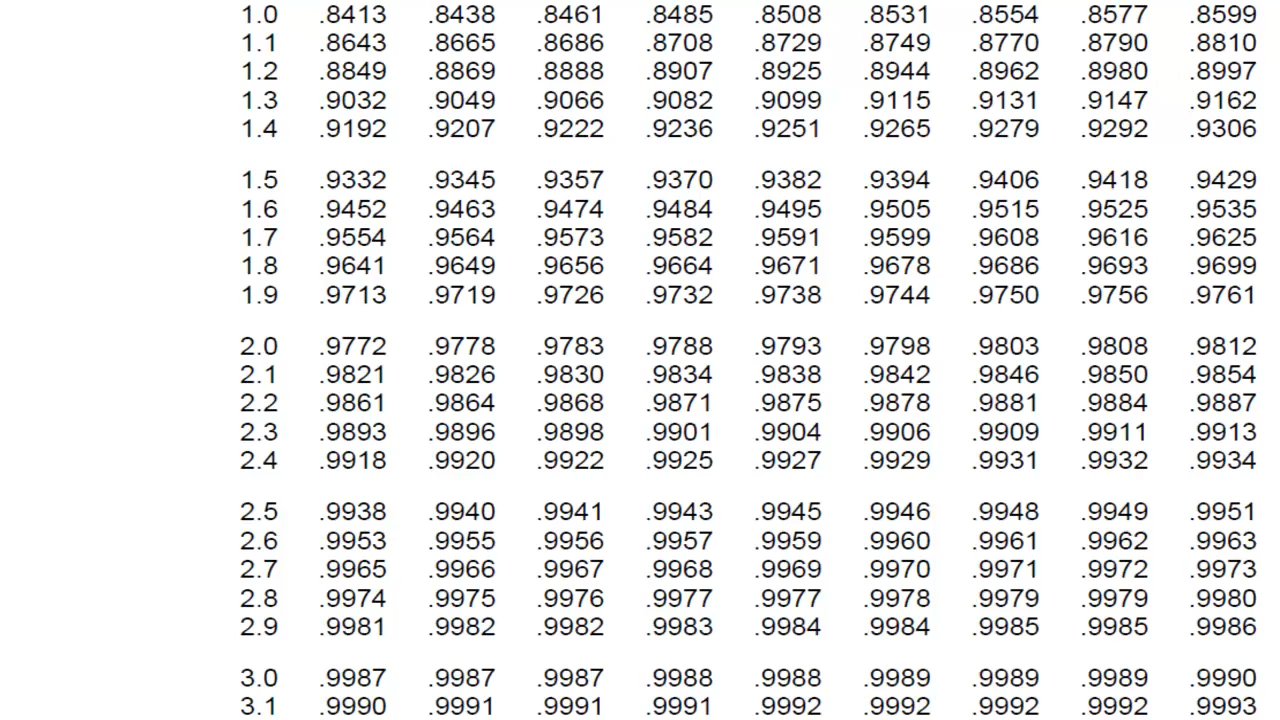 1.0 .8413 .8438 .8461 .8485 .8508 .8531 .8554 .8577 .8599
1.1 .8643 .8665 .8686 .8708 .8729 .8749 .8770 .8790 .8810
1.2 .8849 .8869 .8888 .8907 .8925 .8944 .8962 .8980 .8997
1.3 .9032 .9049 .9066 .9082 .9099 .9115 .9131 .9147 .9162
1.4 .9192 .9207 .9222 .9236 .9251 .9265 .9279 .9292 .9306
1.5 .9332 .9345 .9357 .9370 .9382 .9394 .9406 .9418 .9429
1.6 .9452 .9463 .9474 .9484 .9495 .9505 .9515 .9525 .9535
1.7 .9554 .9564 .9573 .9582 .9591 .9599 .9608 .9616 .9625
1.8 .9641 .9649 .9656 .9664 .9671 .9678 .9686 .9693 .9699
1.9 .9713 .9719 .9726 .9732 .9738 .9744 .9750 .9756 .9761
2.0 .9772 .9778 .9783 .9788 .9793 .9798 .9803 .9808 .9812
2.1 .9821 .9826 .9830 .9834 .9838 .9842 .9846 .9850 .9854
2.2 .9861 .9864 .9868 .9871 .9875 .9878 .9881 .9884 .9887
2.3 .9893 .9896 .9898 .9901 .9904 .9906 .9909 .9911 .9913
2.4 .9918 .9920 .9922 .9925 .9927 .9929 .9931 .9932 .9934
2.5 .9938 .9940 .9941 .9943 .9945 .9946 .9948 .9949 .9951
2.6 .9953 .9955 .9956 .9957 .9959 .9960 .9961 .9962 .9963
2.7 .9965 .9966 .9967 .9968 .9969 .9970 .9971 .9972 .9973
2.8 .9974 .9975 .9976 .9977 .9977 .9978 .9979 .9979 .9980
2.9 .9981 .9982 .9982 .9983 .9984 .9984 .9985 .9985 .9986
3.0 .9987 .9987 .9987 .9988 .9988 .9989 .9989 .9989 .9990
3.1 .9990 .9991 .9991 .9991 .9992 .9992 .9992 .9992 .9993